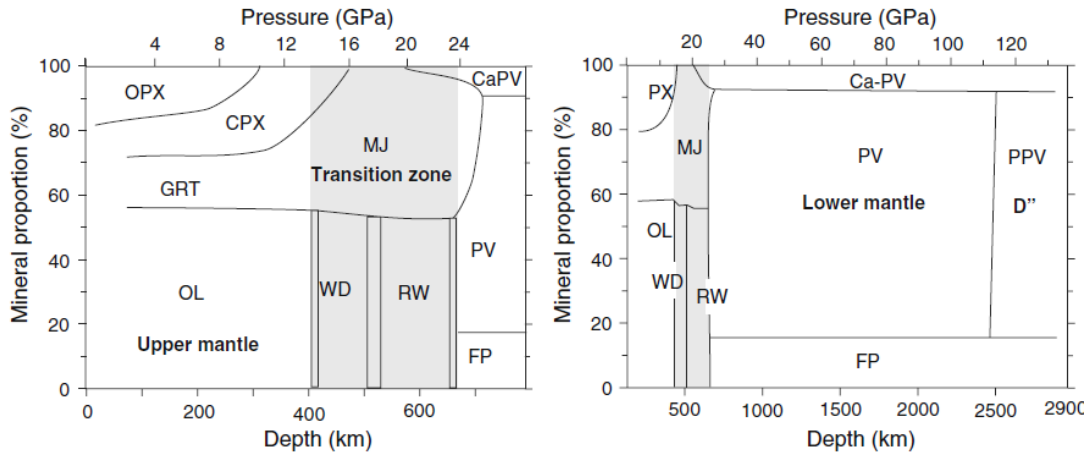 Pressure (GPa)
4 8 12 16 20 24
Mineral proportion (%)
100
80
60
40
20
0
OPX
CPX
GRT
MJ
Transition zone
CaPV
OL
WD
RW
PV
Upper mantle
FP
0 200 400 600
Depth (km)
Pressure (GPa)
20 40 60 80 100 120
Mineral proportion (%)
100
80
60
40
20
0
Ca-PV
PX
MJ
PV
PPV
Lower mantle
D”
OL
WD
RW
FP
500 1000 1500 2000 2500 2900
Depth (km)